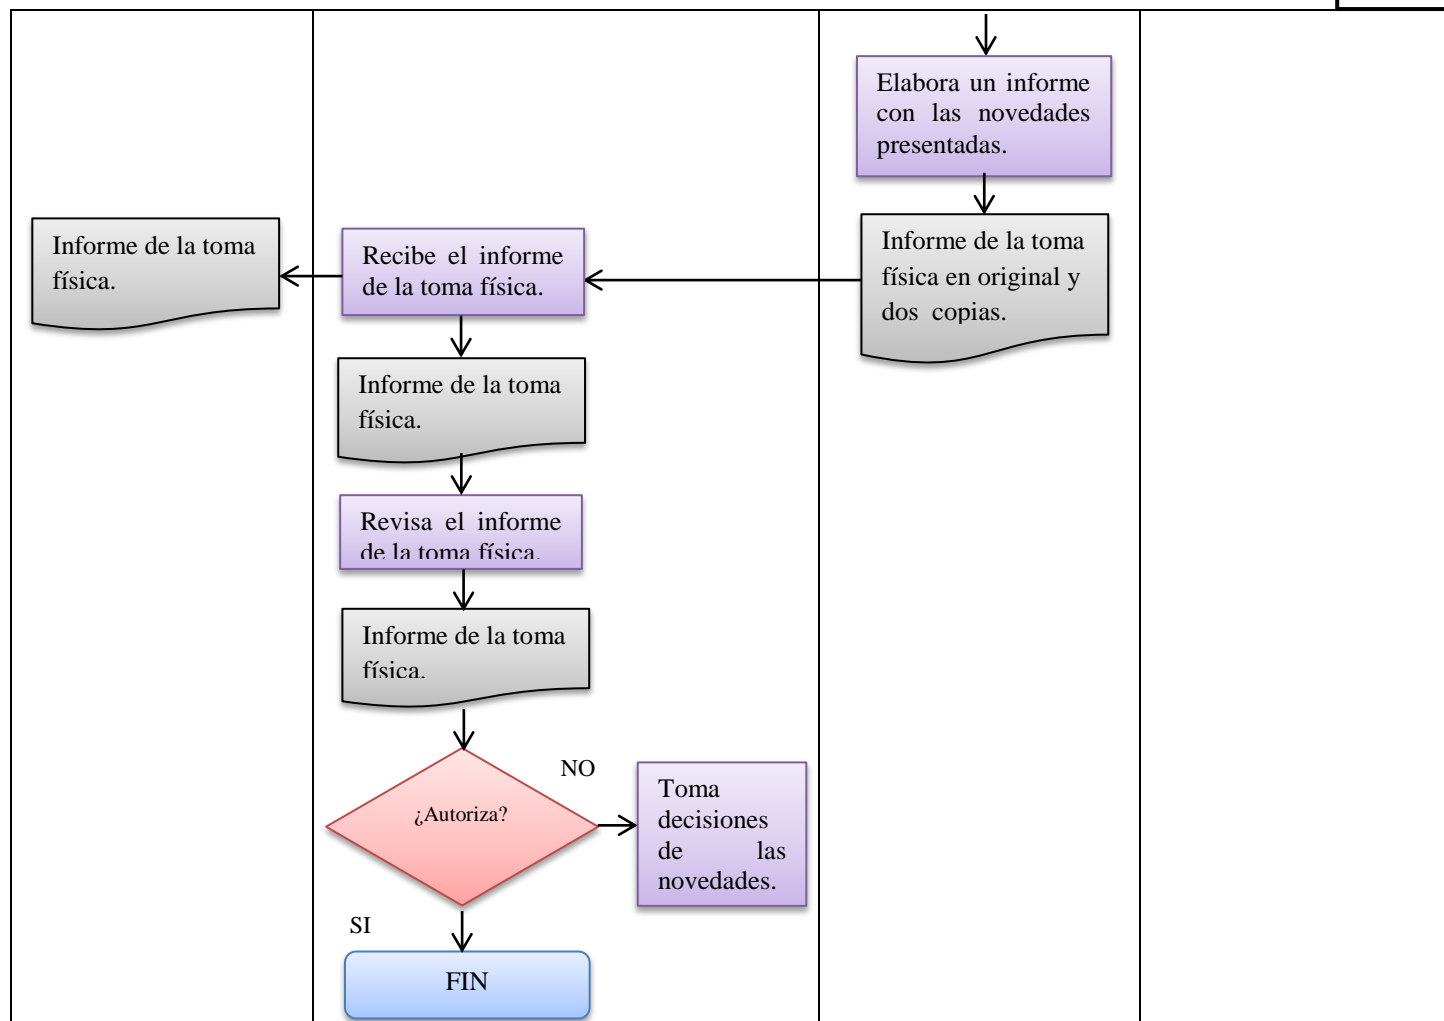 Elabora un informe
con las novedades
presentadas.
Informe de la toma
física.
Recibe el informe
de la toma física.
Informe de la toma
física en original y
dos copias.
Informe de la toma
física.
Revisa el informe
de la toma física.
Informe de la toma
física.
¿Autoriza?
NO
Toma
decisiones
de las
novedades.
SI
FIN